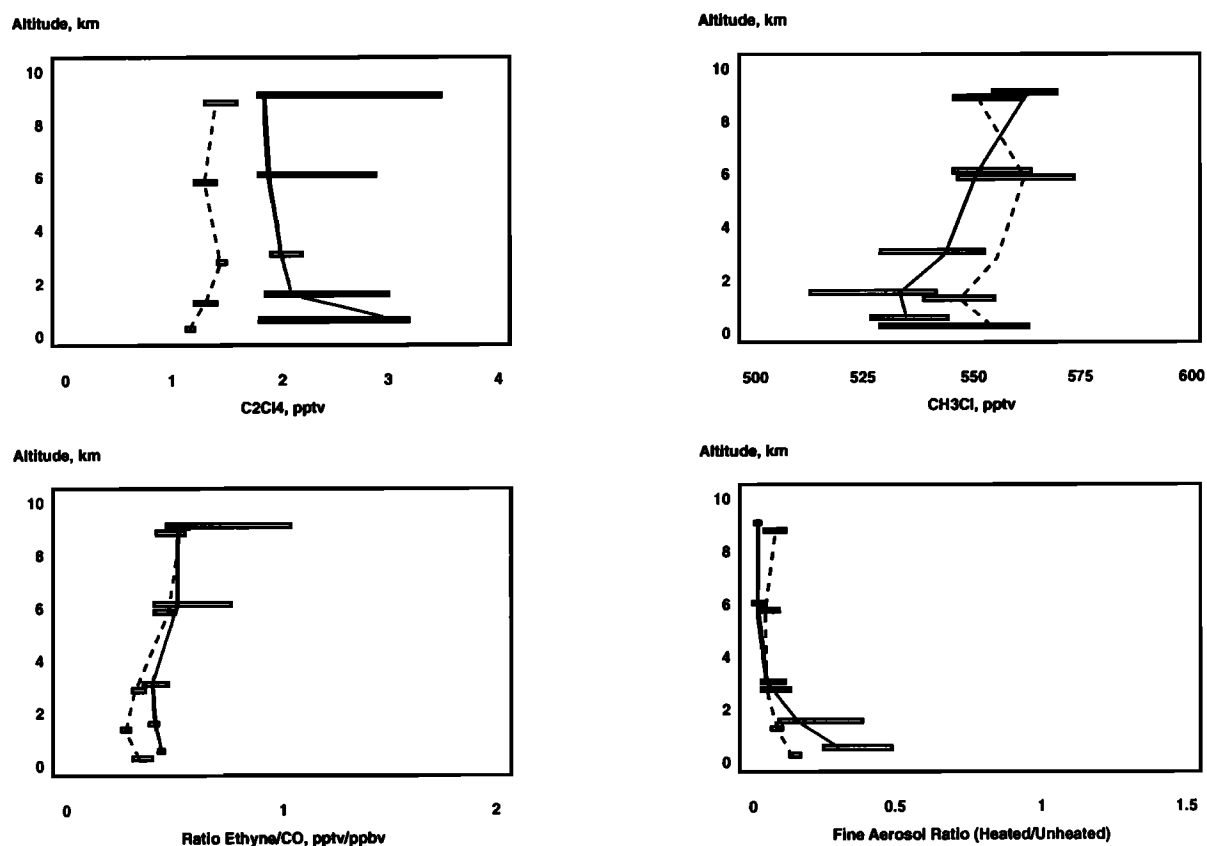 Altitude, km
10
8
6
4
2
0
0 1 2 3 4
C2Cl4, pptv
Altitude, km
10
8
6
4
2
0
500 525 550 575 600
CH3Cl, pptv
Altitude, km
10
8
6
4
2
0
0 1 2
Ratio Ethyne/CO, pptv/ppbv
Altitude, km
10
8
6
4
2
0
0 0.5 1 1.5
Fine Aerosol Ratio (Heated/Unheated)